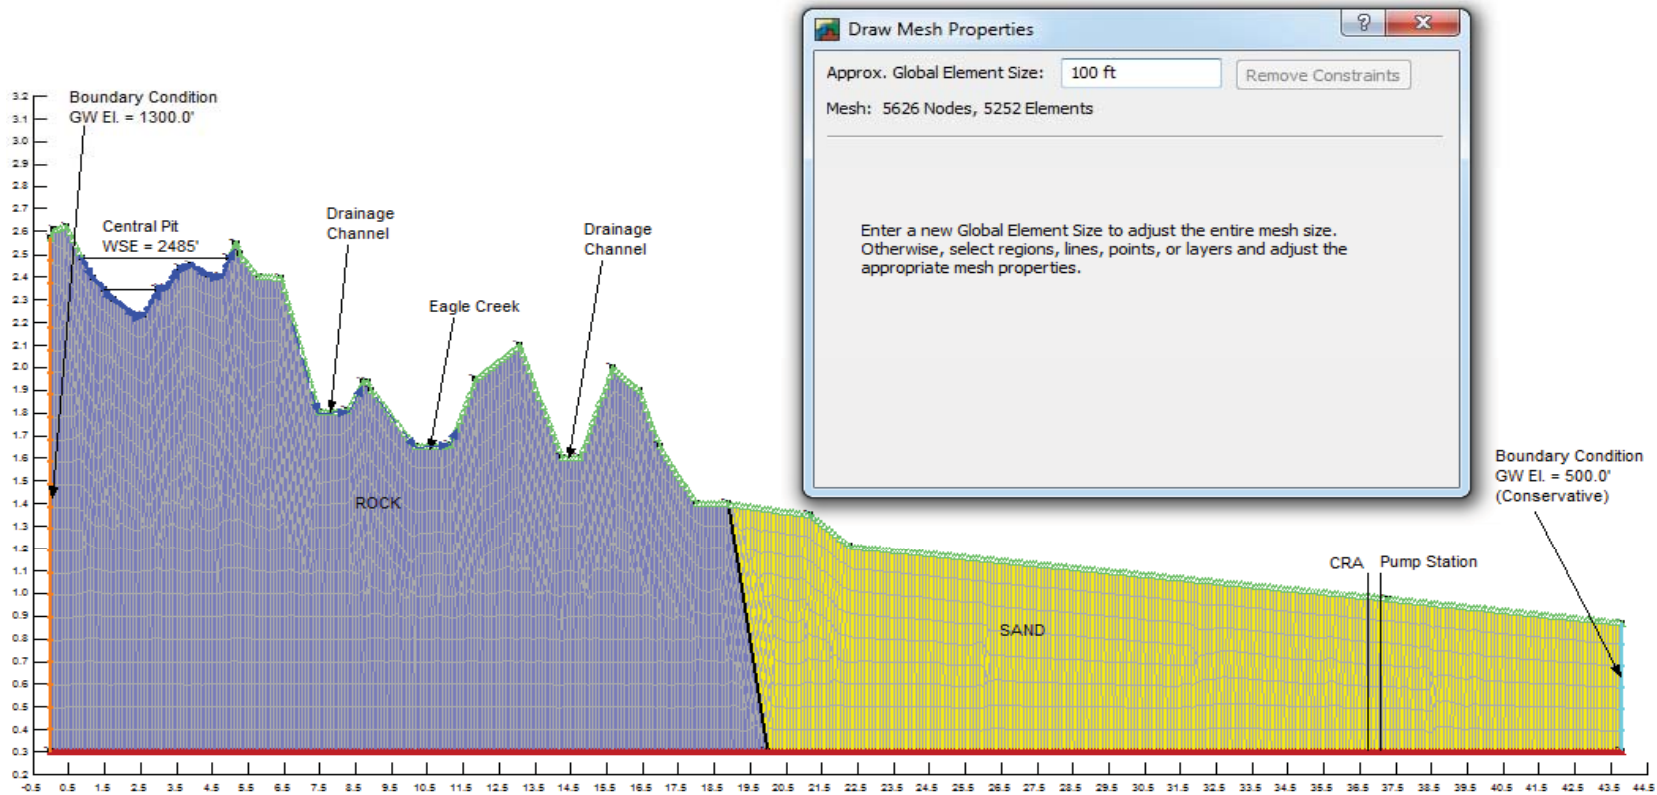 Draw Mesh Properties
?
Approx. Global Element Size: 100 ft Remove Constraints
Mesh: 5626 Nodes, 5252 Elements
Enter a new Global Element Size to adjust the entire mesh size.
Otherwise, select regions, lines, points, or layers and adjust the
appropriate mesh properties.
Boundary Condition
GW El. = 1300.0'
Central Pit
WSE = 2485'
Drainage
Channel
Eagle Creek
Drainage
Channel
Boundary Condition
GW El. = 500.0'
(Conservative)
CRA
Pump Station
ROCK
SAND
3.2
3.1
3.0
2.9
2.8
2.7
2.6
2.5
2.4
2.3
2.2
2.1
2.0
1.9
1.8
1.7
1.6
1.5
1.4
1.3
1.2
1.1
1.0
0.9
0.8
0.7
0.6
0.5
0.4
0.3
0.2
-0.5 0.5 1.5 2.5 3.5 4.5 5.5 6.5 7.5 8.5 9.5 10.5 11.5 12.5 13.5 14.5 15.5 16.5 17.5 18.5 19.5 20.5 21.5 22.5 23.5 24.5 25.5 26.5 27.5 28.5 29.5 30.5 31.5 32.5 33.5 34.5 35.5 36.5 37.5 38.5 39.5 40.5 41.5 42.5 43.5 44.5